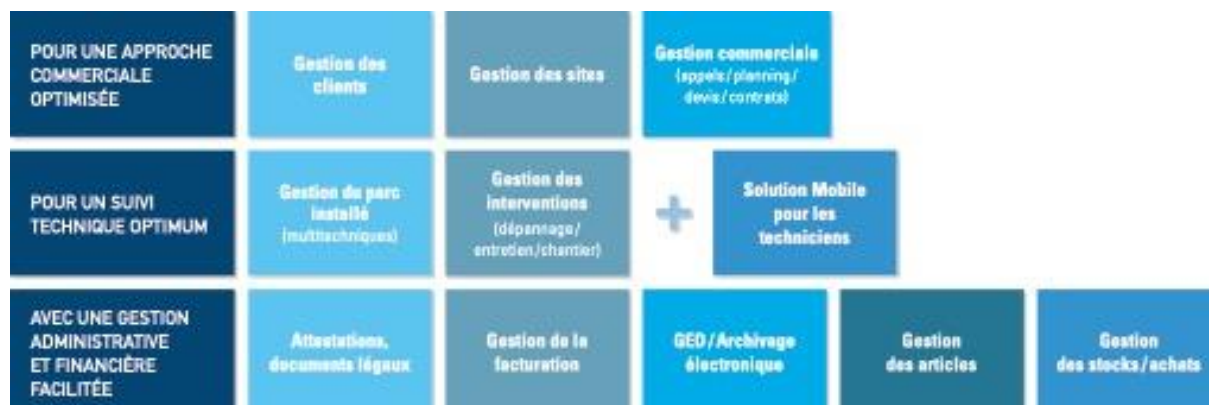 POUR UNE APPROCHE
COMMERCIALE
OPTIMISÉE
Gestion des
clients
Gestion des sites
Gestion commerciale
(appels/planning/
devis/contrats)
POUR UN SUIVI
TECHNIQUE OPTIMUM
Gestion du parc
installé
(multitechniques)
Gestion des
interventions
(dépannage/
entretien/chantier)
+
Solution Mobile
pour les
techniciens
AVEC UNE GESTION
ADMINISTRATIVE
ET FINANCIÈRE
FACILITÉE
Attestations,
documents légaux
Gestion de la
facturation
GED/Archivage
électronique
Gestion
des articles
Gestion
des stocks/achats